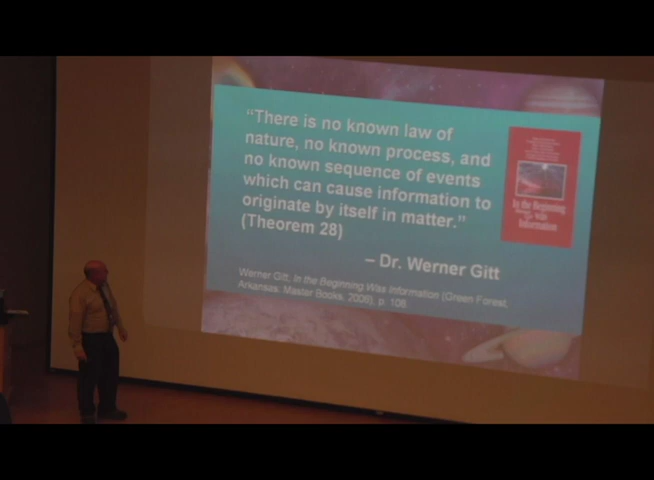 “There is no known law of
nature, no known process, and
no known sequence of events
which can cause information to
originate by itself in matter.”
(Theorem 28)
– Dr. Werner Gitt
Werner Gitt, In the Beginning Was Information (Green Forest,
Arkansas: Master Books, 2006), p. 106
In the Beginning
was
Information